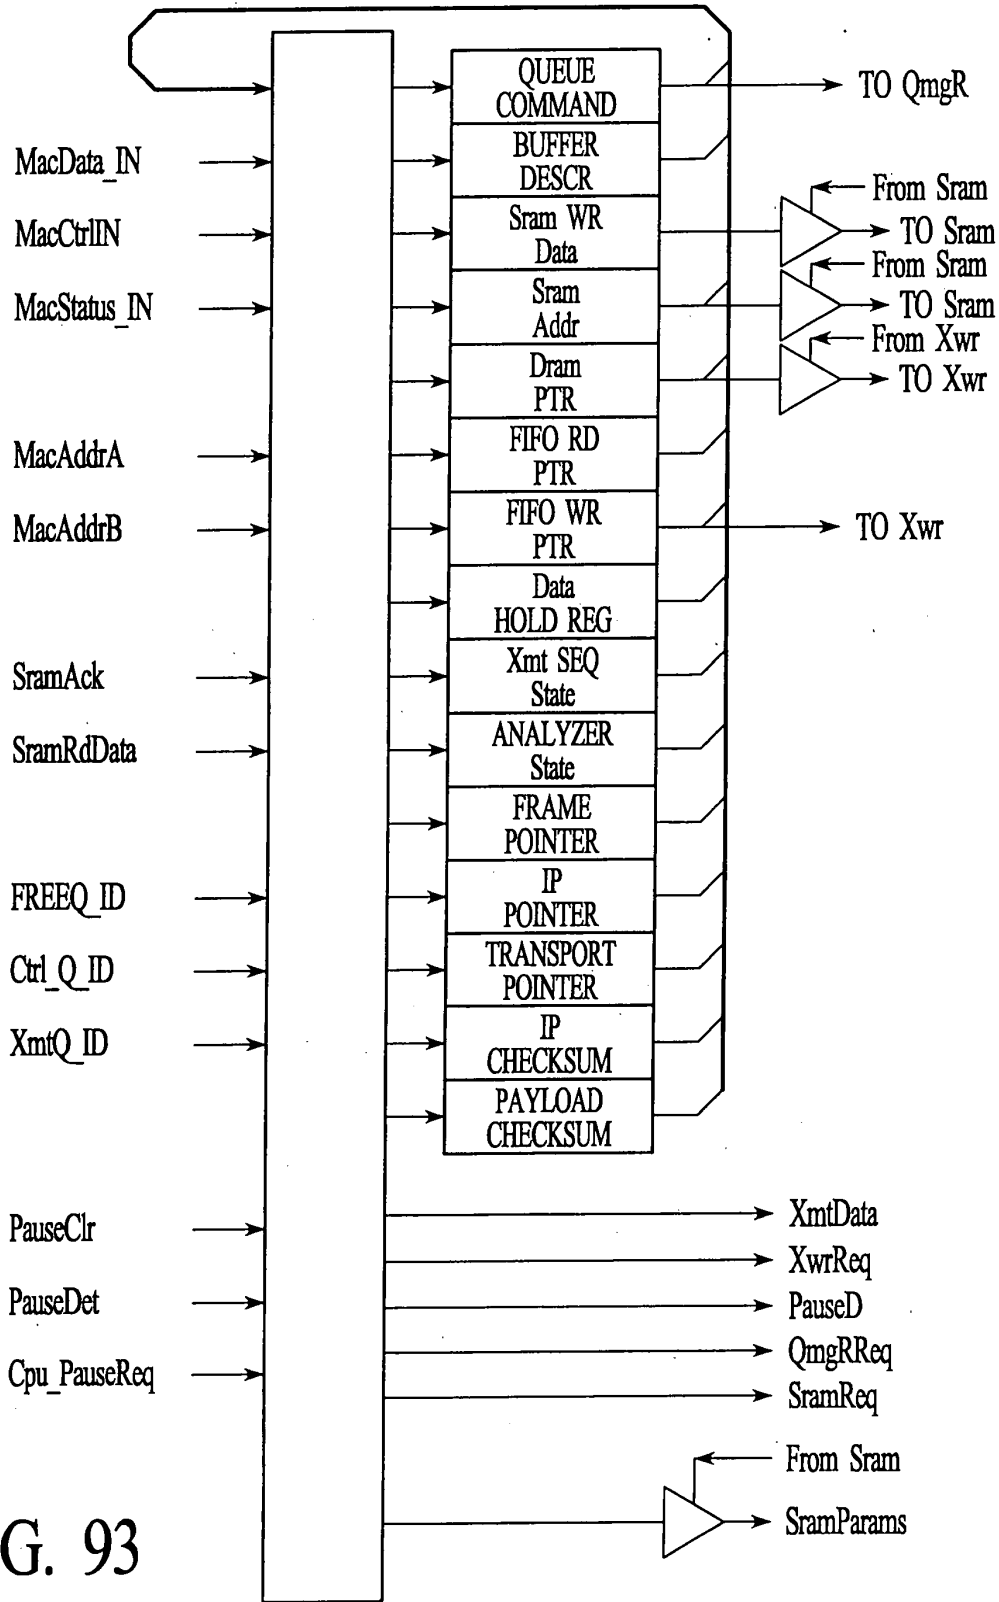 QUEUE
COMMAND
TO QmgR
MacData_IN
BUFFER
DESCR
From Sram
MacCtrlIN
Sram WR
Data
TO Sram
From Sram
MacStatus_IN
Sram
Addr
TO Sram
From Xwr
Dram
PTR
TO Xwr
MacAddrA
FIFO RD
PTR
MacAddrB
FIFO WR
PTR
TO Xwr
Data
HOLD REG
SramAck
Xmt SEQ
State
SramRdData
ANALYZER
State
FRAME
POINTER
FREEQ_ID
IP
POINTER
Ctrl_Q_ID
TRANSPORT
POINTER
XmtQ_ID
IP
CHECKSUM
PAYLOAD
CHECKSUM
PauseClr
XmtData
XwrReq
PauseDet
PauseD
QmgRReq
Cpu_PauseReq
SramReq
From Sram
SramParams
G. 93